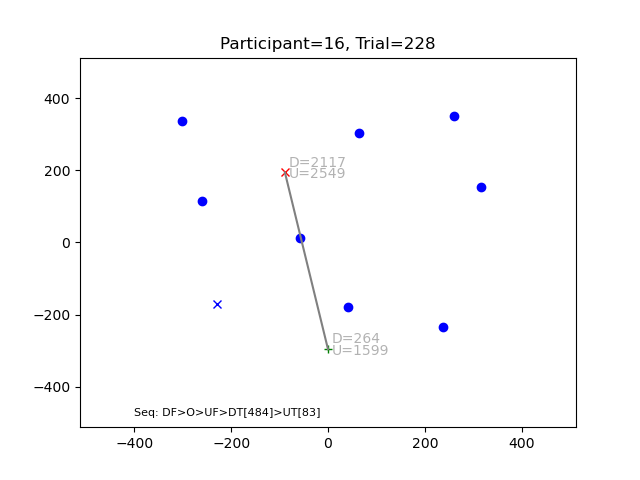 Participant=16, Trial=228
400
200
0
−200
−400
D=2117
U=2549
D=264
U=1599
Seq: DF>O>UF>DT[484]>UT[83]
−400
−200
0
200
400